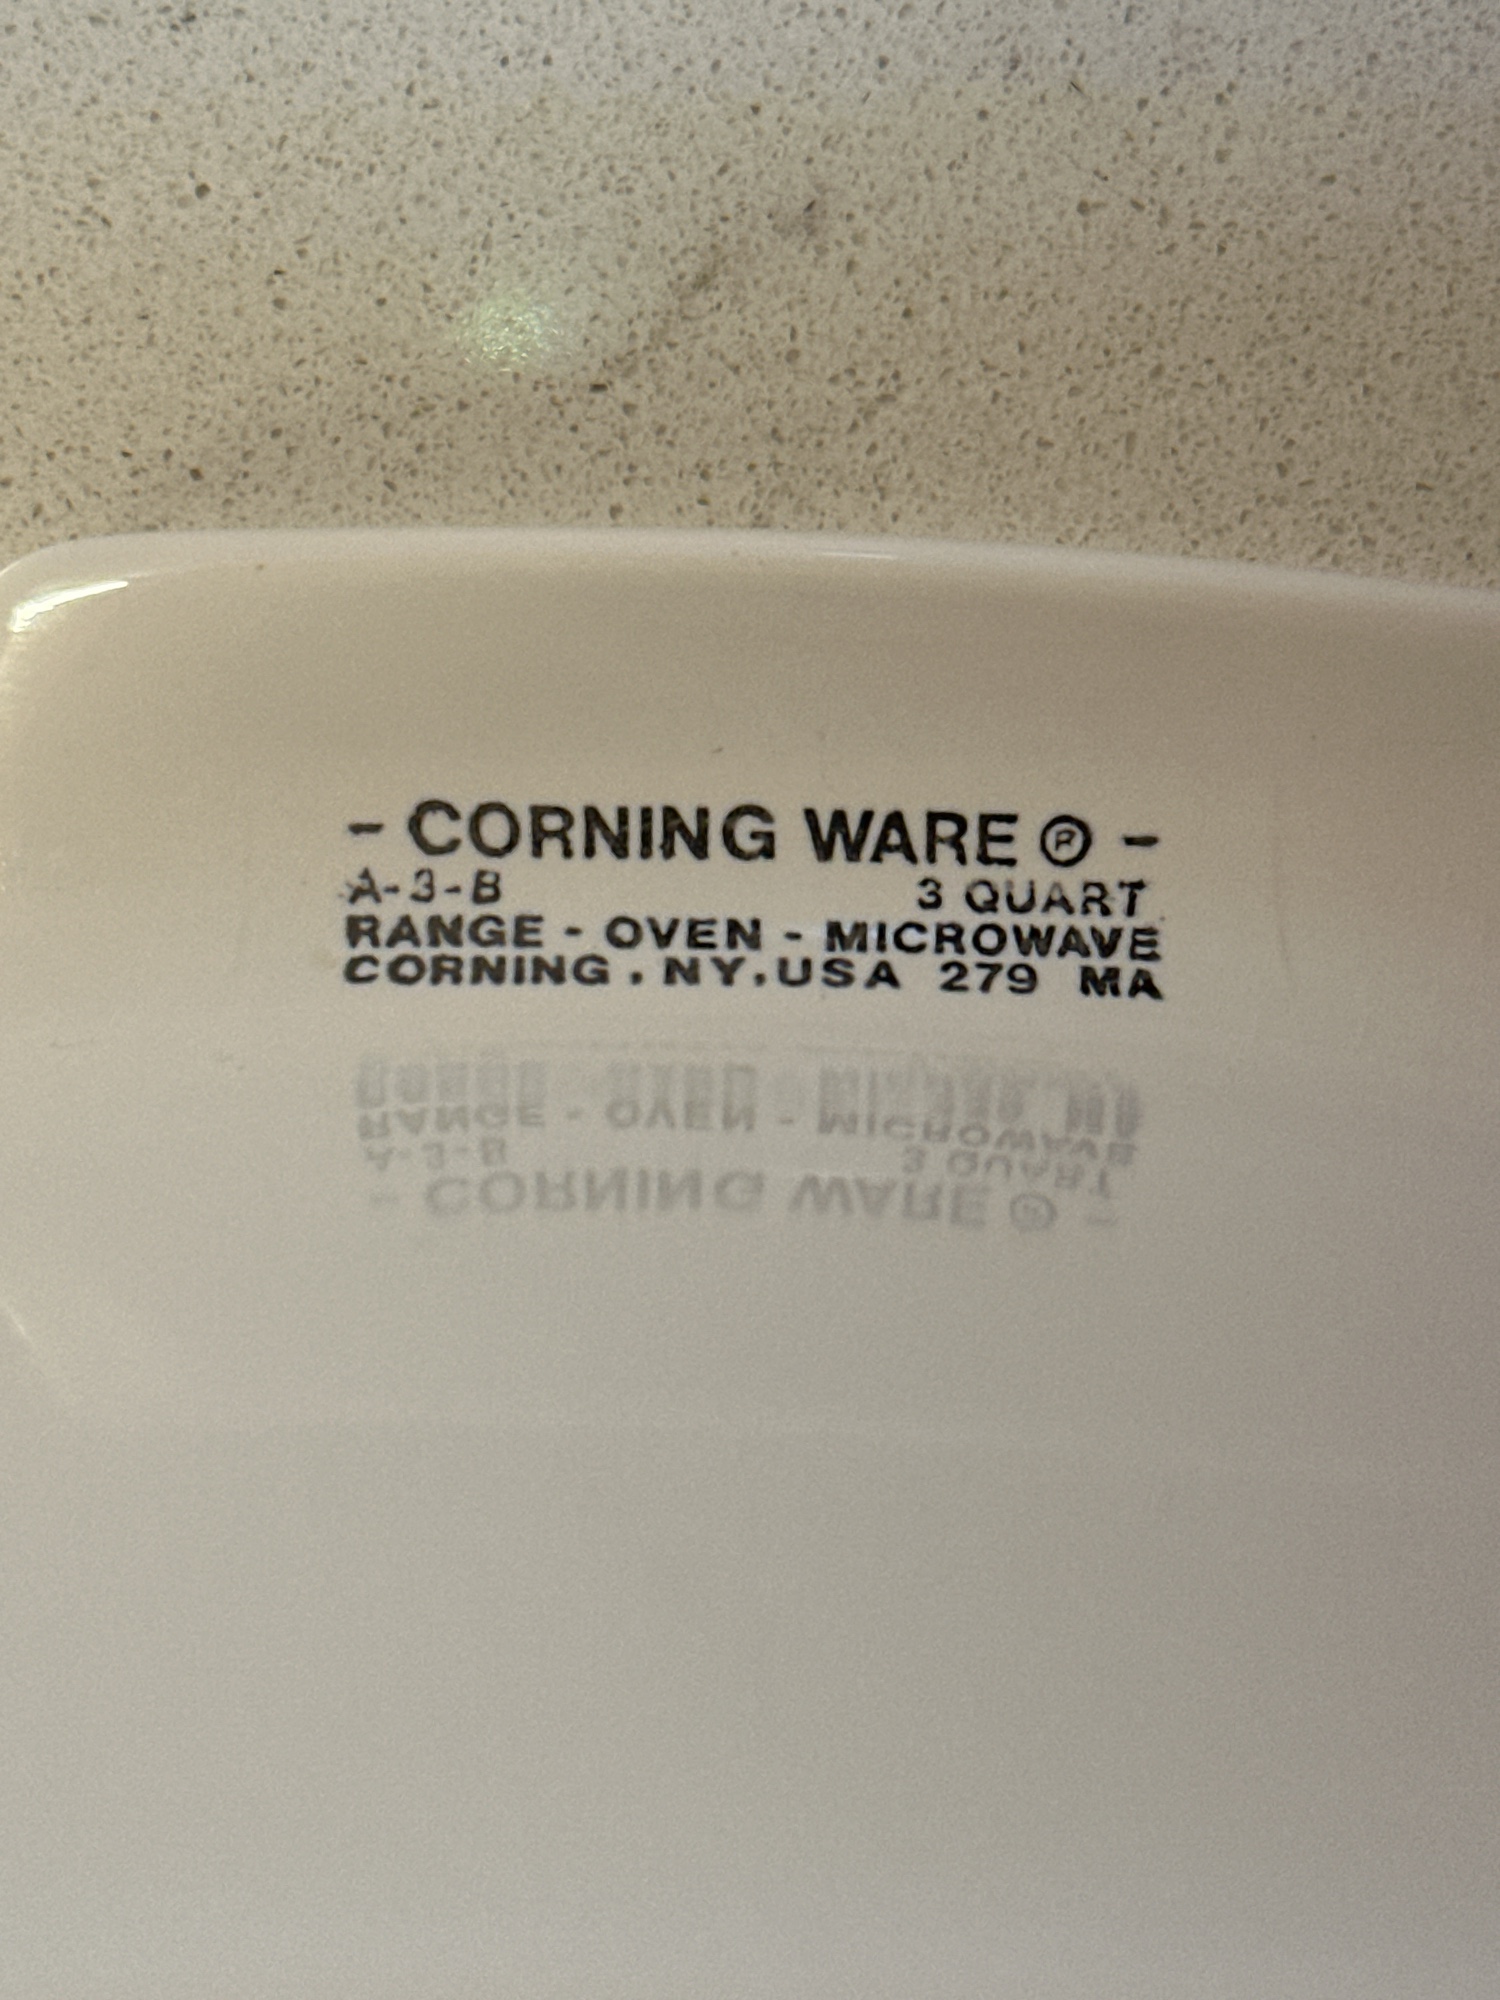 - CORNING WARE ® -
A-3-B 3 QUART
RANGE - OVEN - MICROWAVE
CORNING . NY . USA 279 MA